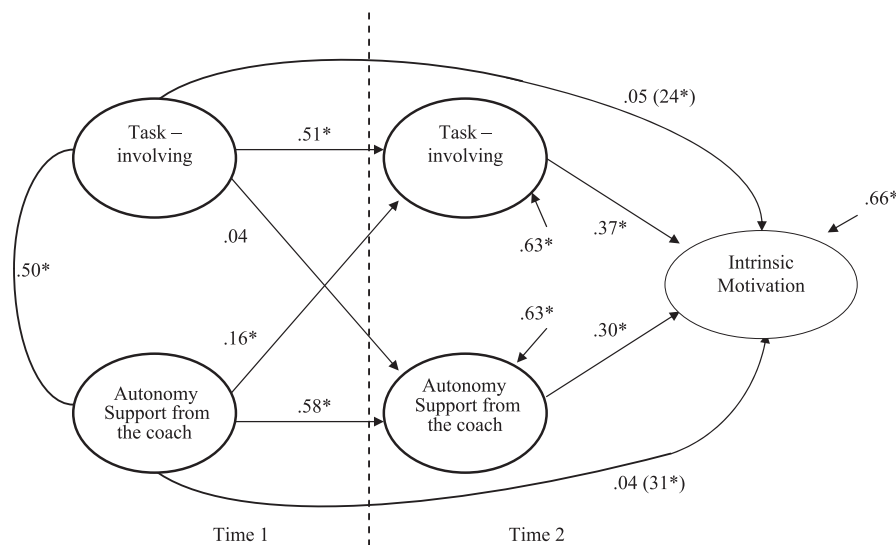 .05 (24*)
Task –
involving
.51*
Task –
involving
.66*
.04
.63*
.37*
.50*
Intrinsic
Motivation
.16*
.63*
.30*
Autonomy
Support from
the coach
.58*
Autonomy
Support from
the coach
.04 (31*)
Time 1
Time 2